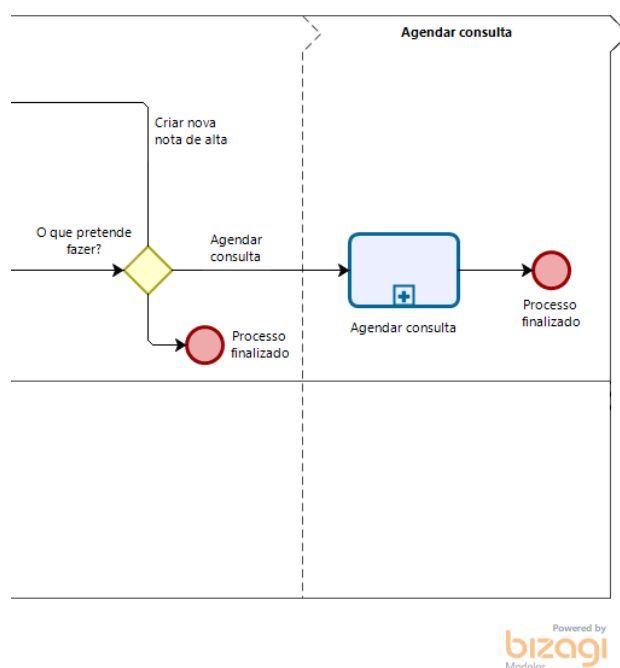 Agendar consulta
Criar nova
nota de alta
O que pretende
fazer?
Agendar
consulta
Processo
finalizado
Agendar consulta
Processo
finalizado
Powered by
bizagi
Modeler